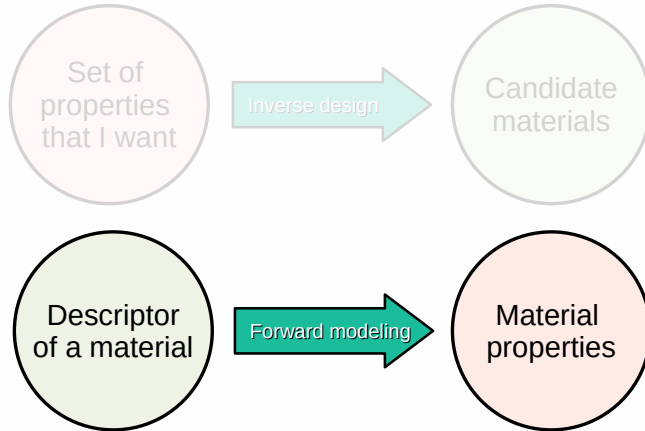 Set of
properties
that I want
Inverse design
Candidate
materials
Descriptor
of a material
Forward modeling
Material
properties